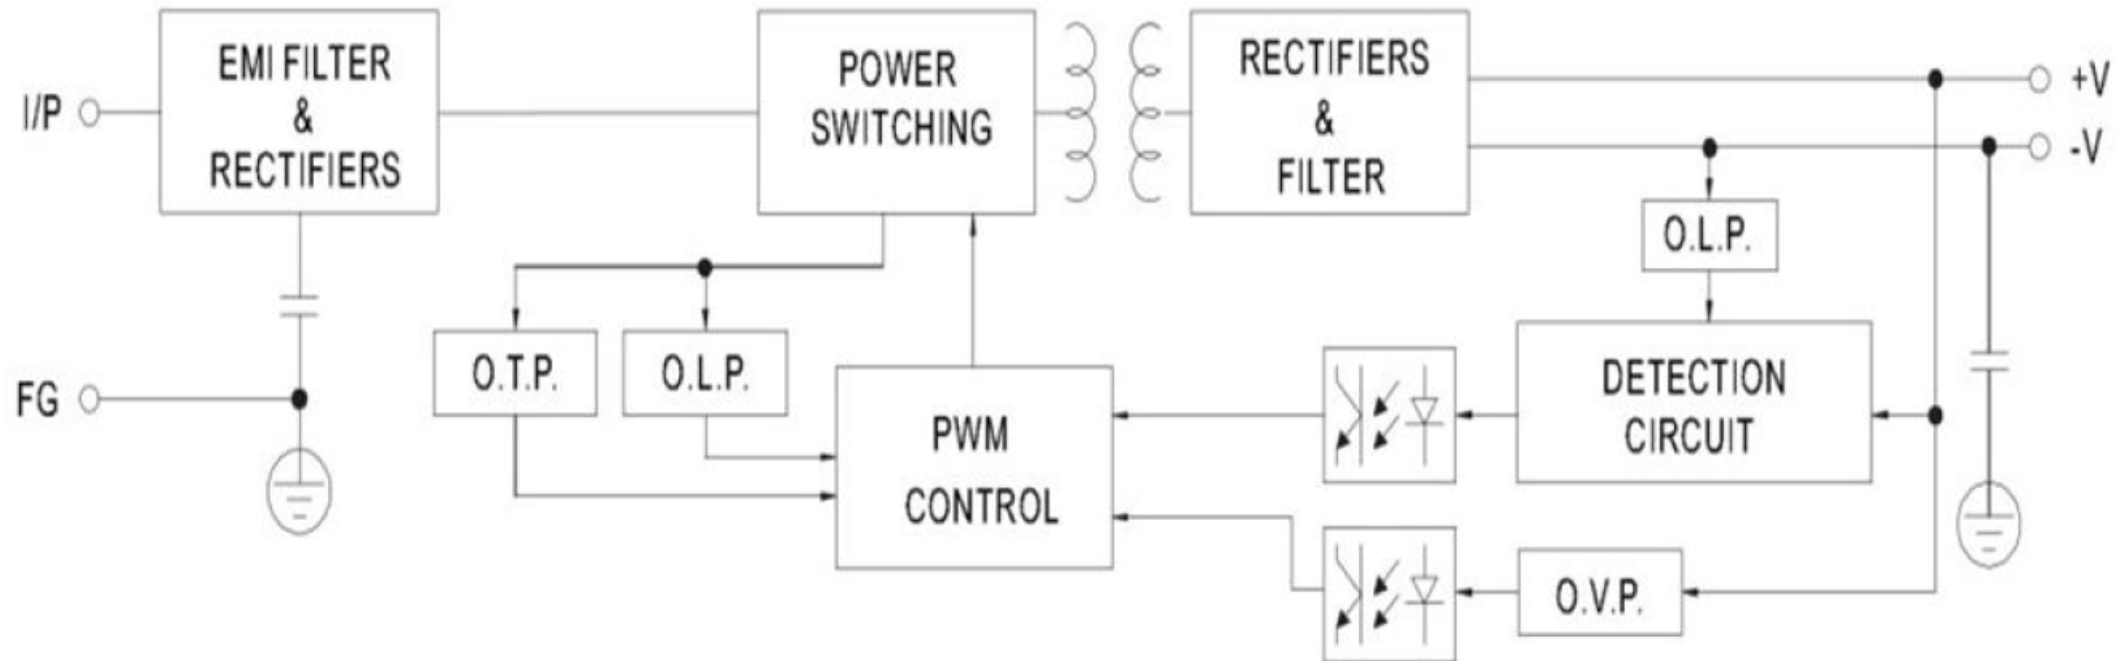 EMI FILTER
&
RECTIFIERS
POWER
SWITCHING
RECTIFIERS
&
FILTER
I/P
+V
-V
O.L.P.
O.T.P.
O.L.P.
FG
PWM
CONTROL
DETECTION
CIRCUIT
O.V.P.